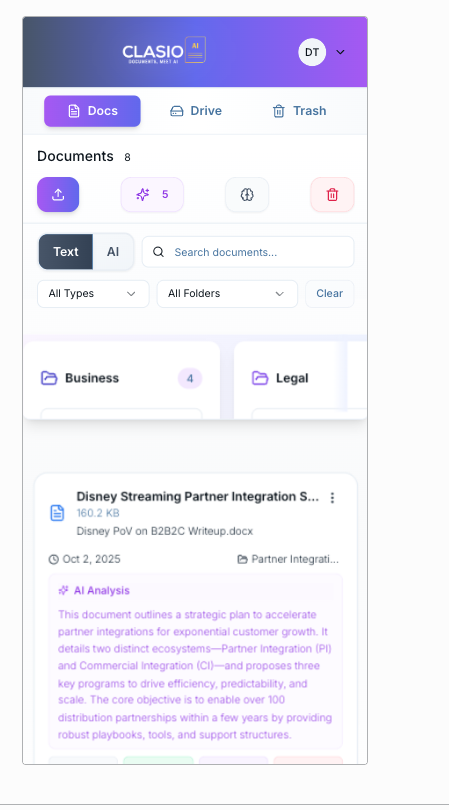 CLASIO AI
DOCUMENTS, MEET AI
DT
Docs Drive Trash
Documents 8
5
Text AI Search documents...
All Types All Folders Clear
Business 4 Legal
Disney Streaming Partner Integration S...
160.2 KB
Disney PoV on B2B2C Writeup.docx
Oct 2, 2025 Partner Integrati...
AI Analysis
This document outlines a strategic plan to accelerate
partner integrations for exponential customer growth. It
details two distinct ecosystems—Partner Integration (PI)
and Commercial Integration (CI)—and proposes three
key programs to drive efficiency, predictability, and
scale. The core objective is to enable over 100
distribution partnerships within a few years by providing
robust playbooks, tools, and support structures.